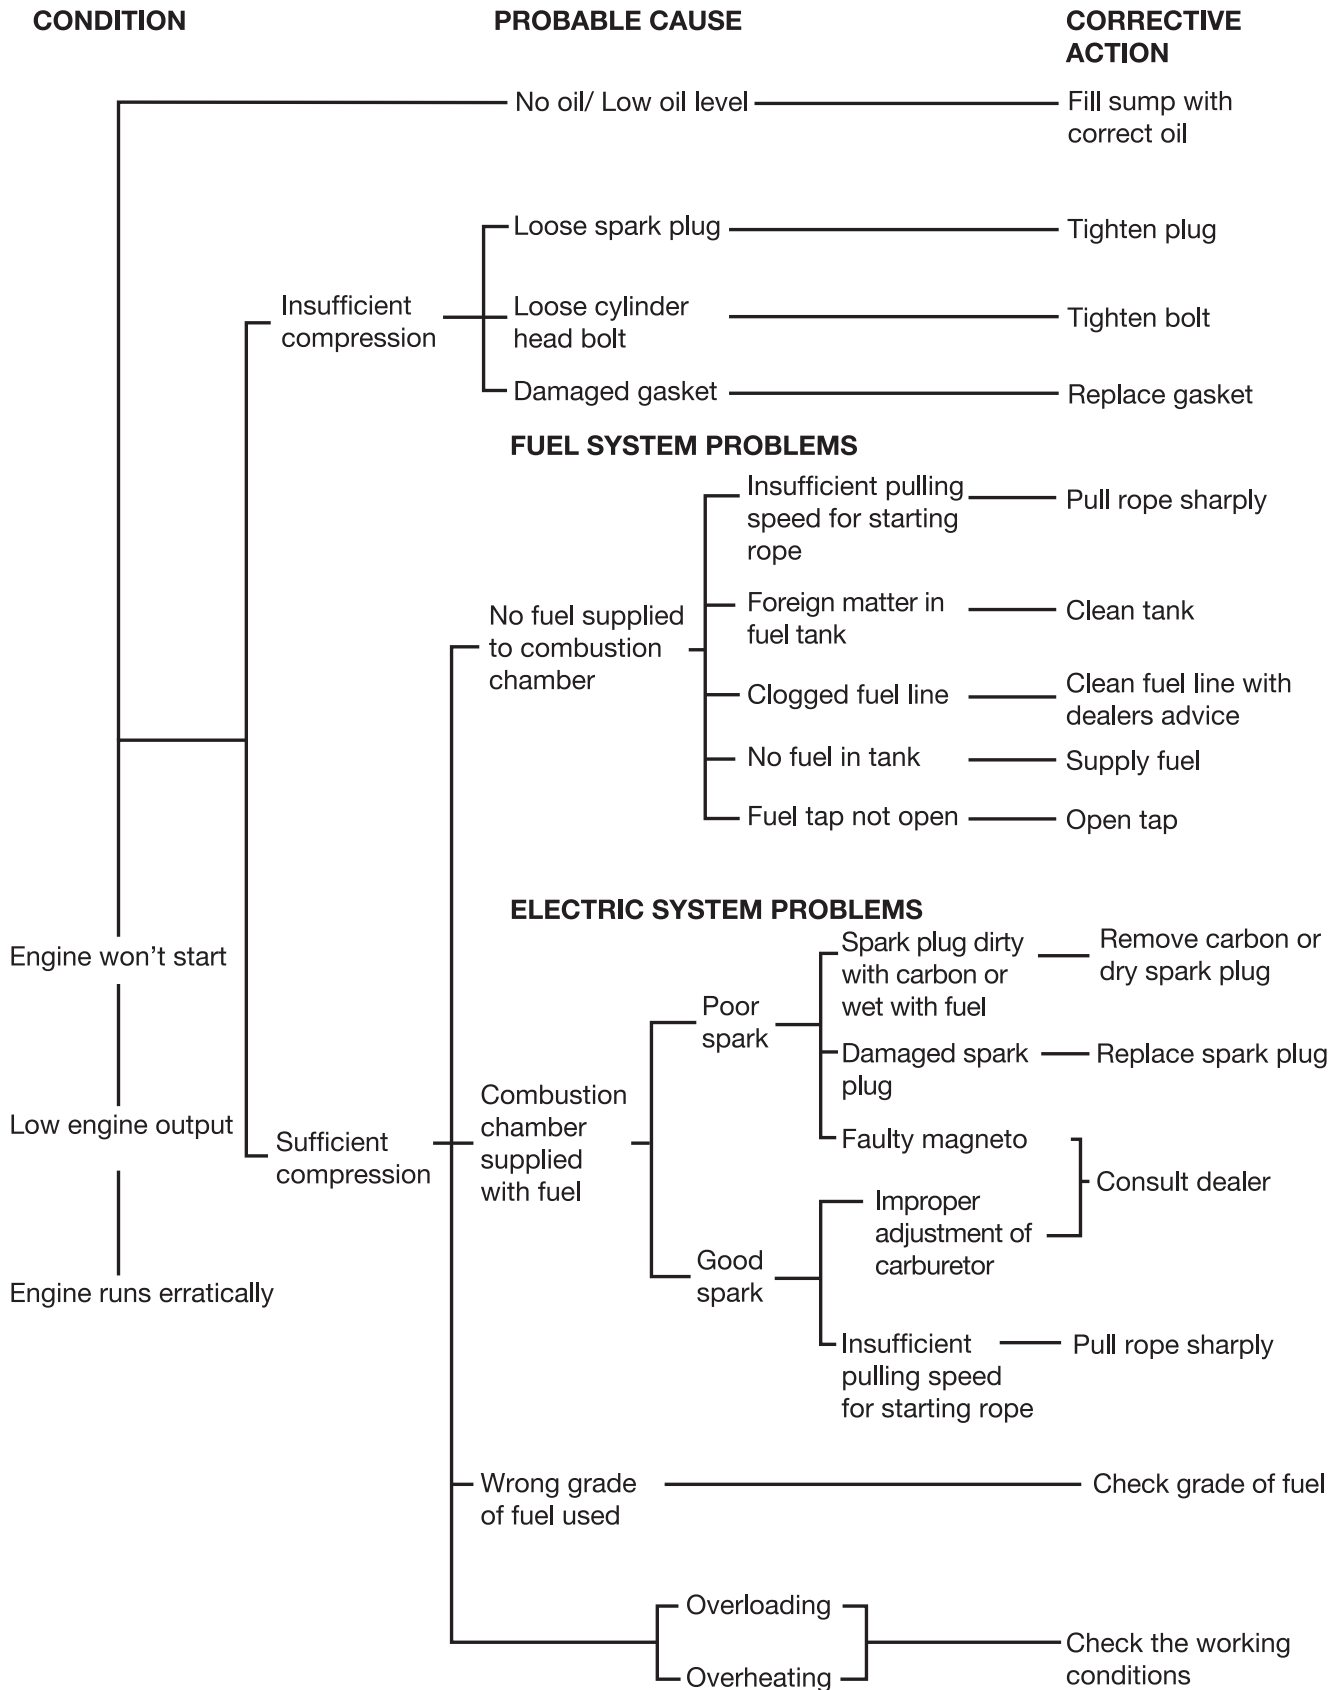 CONDITION
PROBABLE CAUSE
CORRECTIVE
ACTION
No oil/ Low oil level
Fill sump with
correct oil
Insufficient
compression
Loose spark plug
Tighten plug
Loose cylinder
head bolt
Tighten bolt
Damaged gasket
Replace gasket
FUEL SYSTEM PROBLEMS
No fuel supplied
to combustion
chamber
Insufficient pulling
speed for starting
rope
Pull rope sharply
Foreign matter in
fuel tank
Clean tank
Clogged fuel line
Clean fuel line with
dealers advice
No fuel in tank
Supply fuel
Fuel tap not open
Open tap
ELECTRIC SYSTEM PROBLEMS
Engine won’t start
Low engine output
Engine runs erratically
Sufficient
compression
Combustion
chamber
supplied
with fuel
Poor
spark
Spark plug dirty
with carbon or
wet with fuel
Remove carbon or
dry spark plug
Damaged spark
plug
Replace spark plug
Faulty magneto
Consult dealer
Good
spark
Improper
adjustment of
carburetor
Insufficient
pulling speed
for starting rope
Pull rope sharply
Wrong grade
of fuel used
Check grade of fuel
Overloading
Overheating
Check the working
conditions